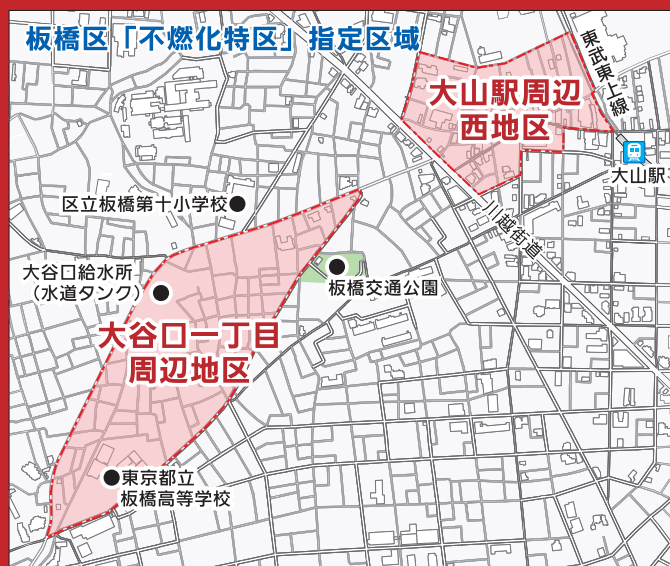 板橋区「不燃化特区」指定区域
東武東上線
大山駅周辺
西地区
大山駅
区立板橋第十小学校
川越街道
大谷口給水所
（水道タンク）
板橋交通公園
大谷口一丁目
周辺地区
東京都立
板橋高等学校